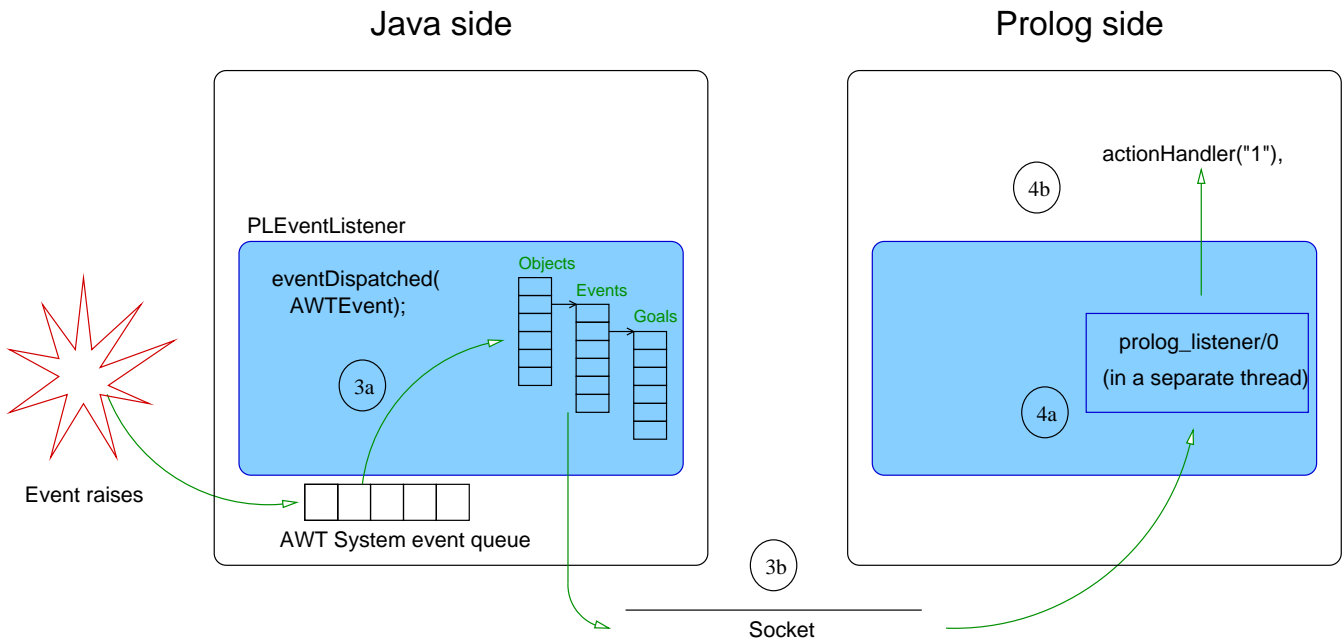 Java side
Prolog side
actionHandler("1"),
4b
PLEventListener
eventDispatched(
AWTEvent);
Objects
Events
Goals
3a
prolog_listener/0
(in a separate thread)
4a
Event raises
AWT System event queue
3b
Socket